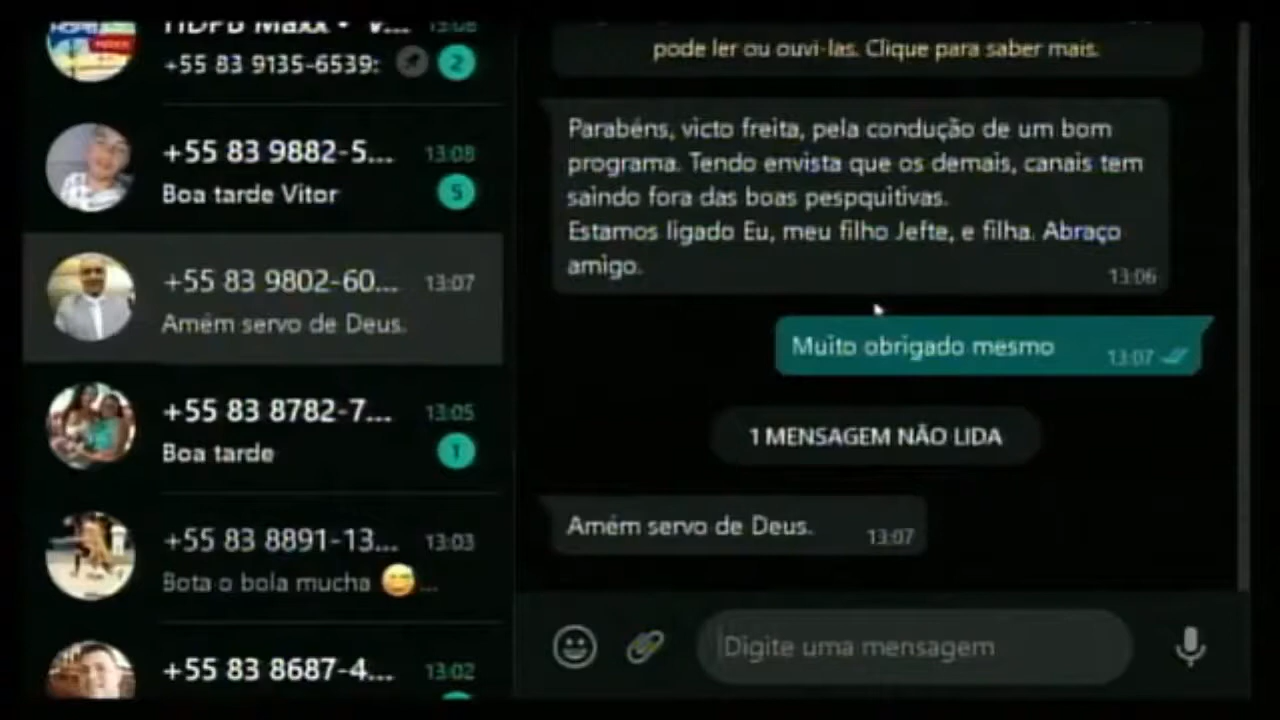 +55 83 9135-6539:
2
+55 83 9882-5...
13:08
Boa tarde Vitor
5
+55 83 9802-60...
13:07
Amém servo de Deus.
+55 83 8782-7...
13:05
Boa tarde
1
+55 83 8891-13...
13:03
Bota o bola mucha 😅...
+55 83 8687-4...
13:02
pode ler ou ouvi-las. Clique para saber mais.
Parabéns, victo freita, pela condução de um bom
programa. Tendo envista que os demais, canais tem
saindo fora das boas pespquitivas.
Estamos ligado Eu, meu filho Jefte, e filha. Abraço
amigo.
13:06
Muito obrigado mesmo
13:07
1 MENSAGEM NÃO LIDA
Amém servo de Deus.
13:07
Digite uma mensagem